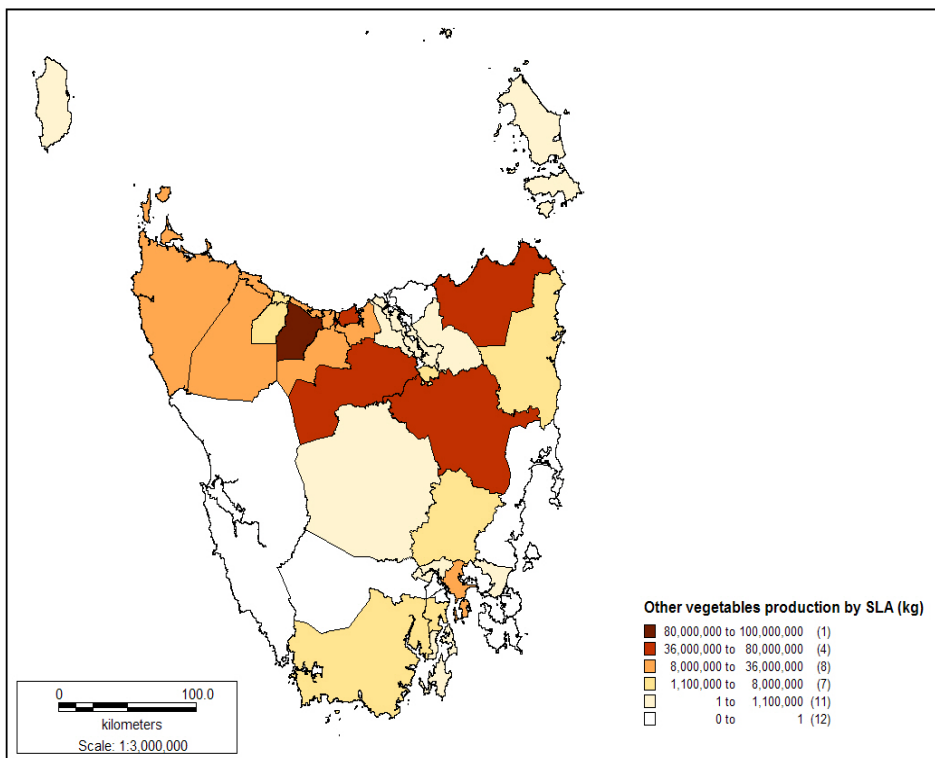 Other vegetables production by SLA (kg)
80,000,000 to 100,000,000 (1)
36,000,000 to 80,000,000 (4)
8,000,000 to 36,000,000 (8)
1,100,000 to 8,000,000 (7)
1 to 1,100,000 (11)
0 to 1 (12)
0 100.0
kilometers
Scale: 1:3,000,000